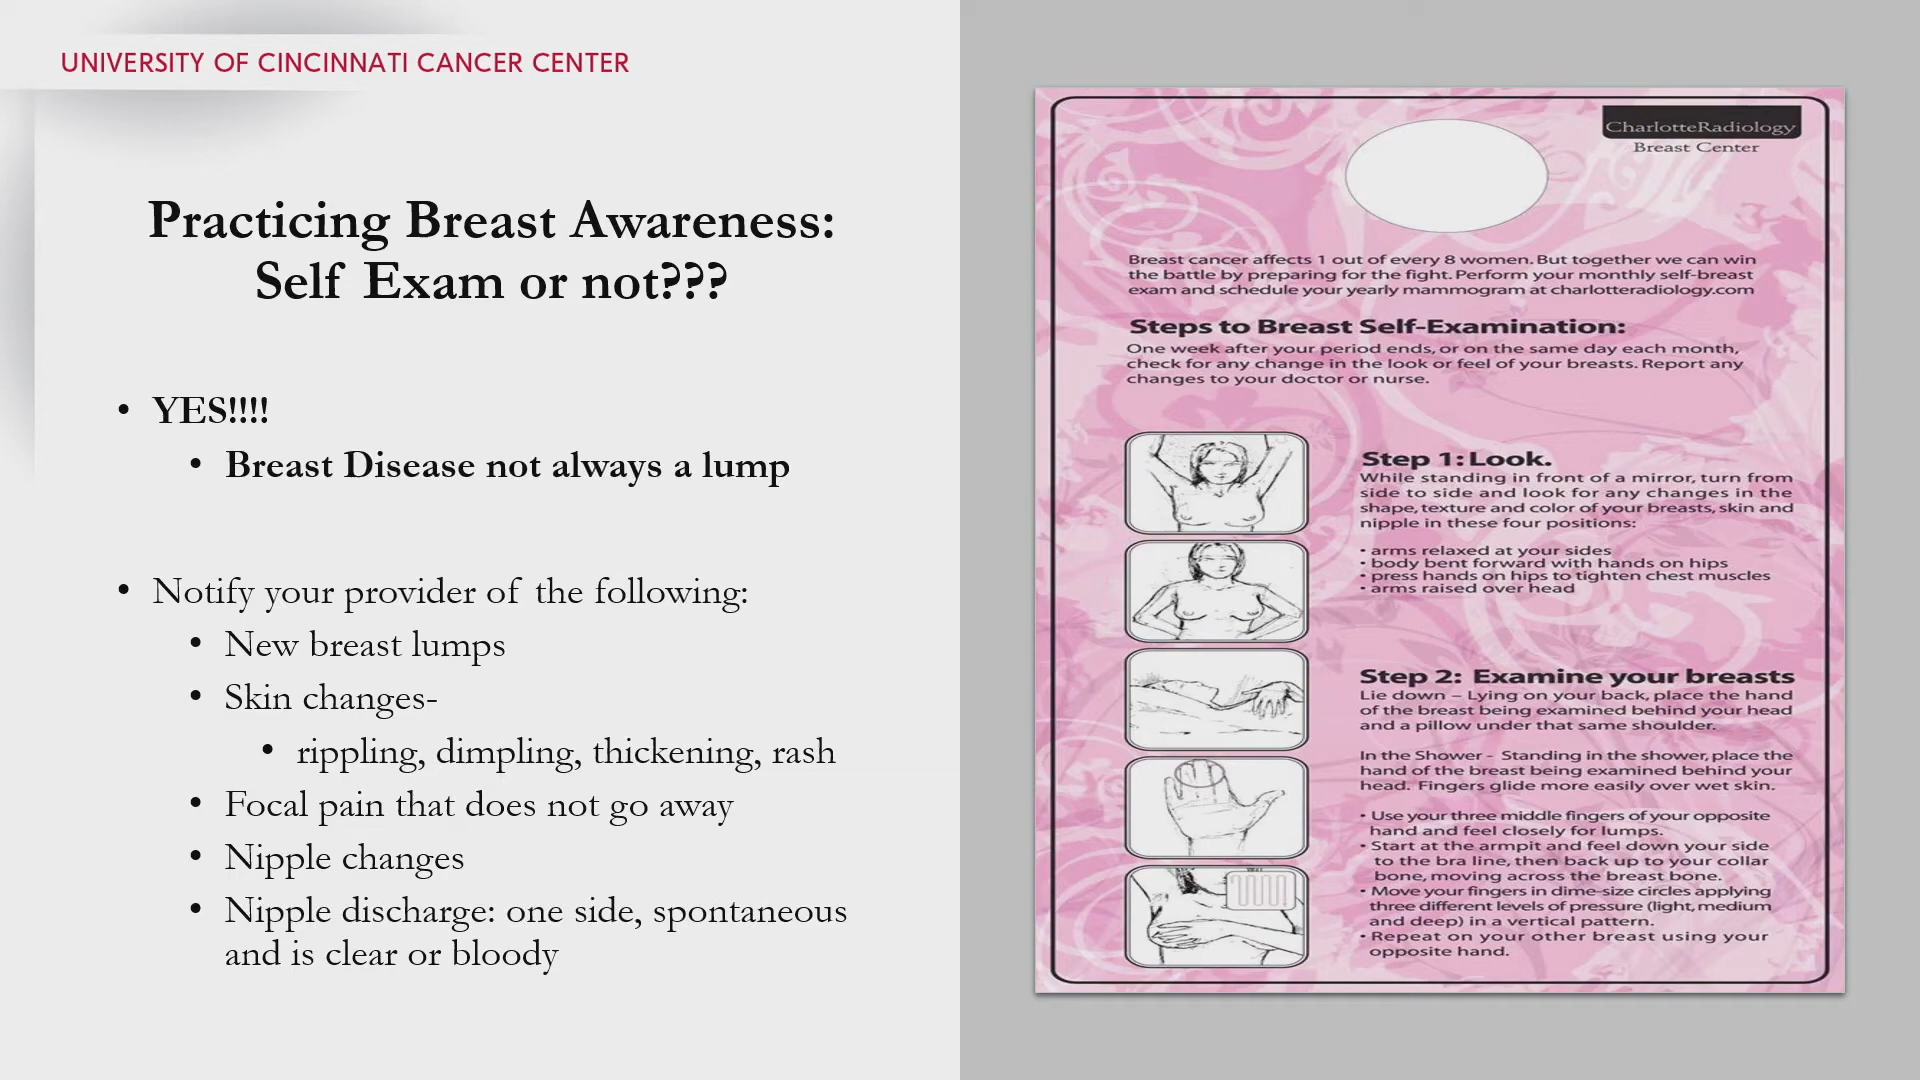 UNIVERSITY OF CINCINNATI CANCER CENTER
Practicing Breast Awareness:
Self Exam or not???
• YES!!!!
• Breast Disease not always a lump
• Notify your provider of the following:
• New breast lumps
• Skin changes-
• rippling, dimpling, thickening, rash
• Focal pain that does not go away
• Nipple changes
• Nipple discharge: one side, spontaneous
and is clear or bloody
CharlotteRadiology
Breast Center
Breast cancer affects 1 out of every 8 women. But together we can win
the battle by preparing for the fight. Perform your monthly self-breast
exam and schedule your yearly mammogram at charlotteradiology.com
Steps to Breast Self-Examination:
One week after your period ends, or on the same day each month,
check for any change in the look or feel of your breasts. Report any
changes to your doctor or nurse.
Step 1: Look.
While standing in front of a mirror, turn from
side to side and look for any changes in the
shape, texture and color of your breasts, skin and
nipple in these four positions:
• arms relaxed at your sides
• body bent forward with hands on hips
• press hands on hips to tighten chest muscles
• arms raised over head
Step 2: Examine your breasts
Lie down – Lying on your back, place the hand
of the breast being examined behind your head
and a pillow under that same shoulder.
In the Shower - Standing in the shower, place the
hand of the breast being examined behind your
head. Fingers glide more easily over wet skin.
• Use your three middle fingers of your opposite
hand and feel closely for lumps.
• Start at the armpit and feel down your side
to the bra line, then back up to your collar
bone, moving across the breast bone.
• Move your fingers in dime-size circles applying
three different levels of pressure (light, medium
and deep) in a vertical pattern.
• Repeat on your other breast using your
opposite hand.